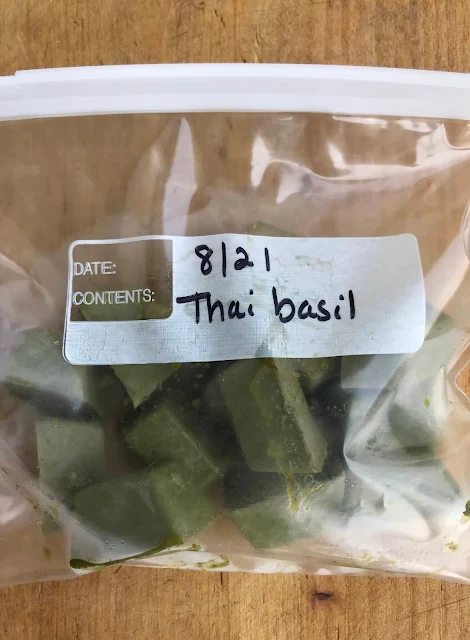 DATE: 8/21
CONTENTS: Thai basil